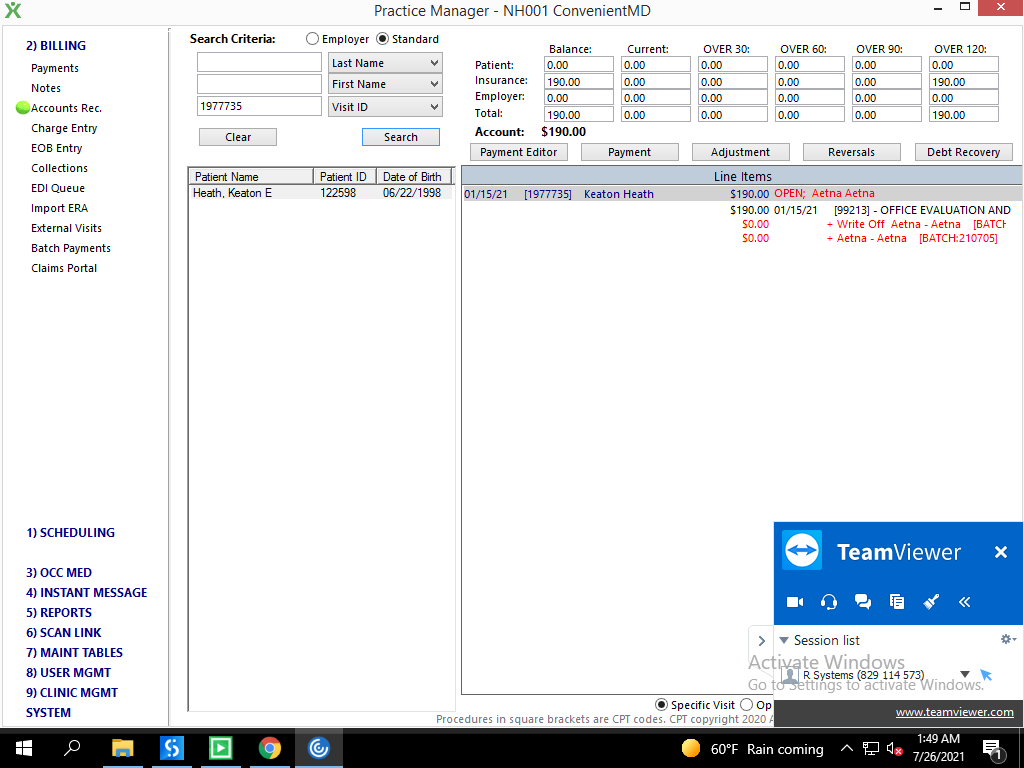 Practice Manager - NH001 ConvenientMD
2) BILLING
Payments
Notes
Accounts Rec.
Charge Entry
EOB Entry
Collections
EDI Queue
Import ERA
External Visits
Batch Payments
Claims Portal
1) SCHEDULING
3) OCC MED
4) INSTANT MESSAGE
5) REPORTS
6) SCAN LINK
7) MAINT TABLES
8) USER MGMT
9) CLINIC MGMT
SYSTEM
Search Criteria: Employer Standard
Last Name
First Name
1977735 Visit ID
Clear Search
Balance: Current: OVER 30: OVER 60: OVER 90: OVER 120:
Patient: 0.00 0.00 0.00 0.00 0.00 0.00
Insurance: 190.00 0.00 0.00 0.00 0.00 190.00
Employer: 0.00 0.00 0.00 0.00 0.00 0.00
Total: 190.00 0.00 0.00 0.00 0.00 190.00
Account: $190.00
Payment Editor Payment Adjustment Reversals Debt Recovery
Patient Name Patient ID Date of Birth
Heath, Keaton E 122598 06/22/1998
Line Items
01/15/21 [1977735] Keaton Heath $190.00 OPEN; Aetna Aetna
$190.00 01/15/21 [99213] - OFFICE EVALUATION AND
$0.00 + Write Off Aetna - Aetna [BATCH
$0.00 + Aetna - Aetna [BATCH:210705]
TeamViewer
Session list
R Systems (829 114 573)
www.teamviewer.com
Activate Windows
Go to Settings to activate Windows.
Specific Visit Op
Procedures in square brackets are CPT codes. CPT copyright 2020 A
60°F Rain coming
1:49 AM
7/26/2021
1